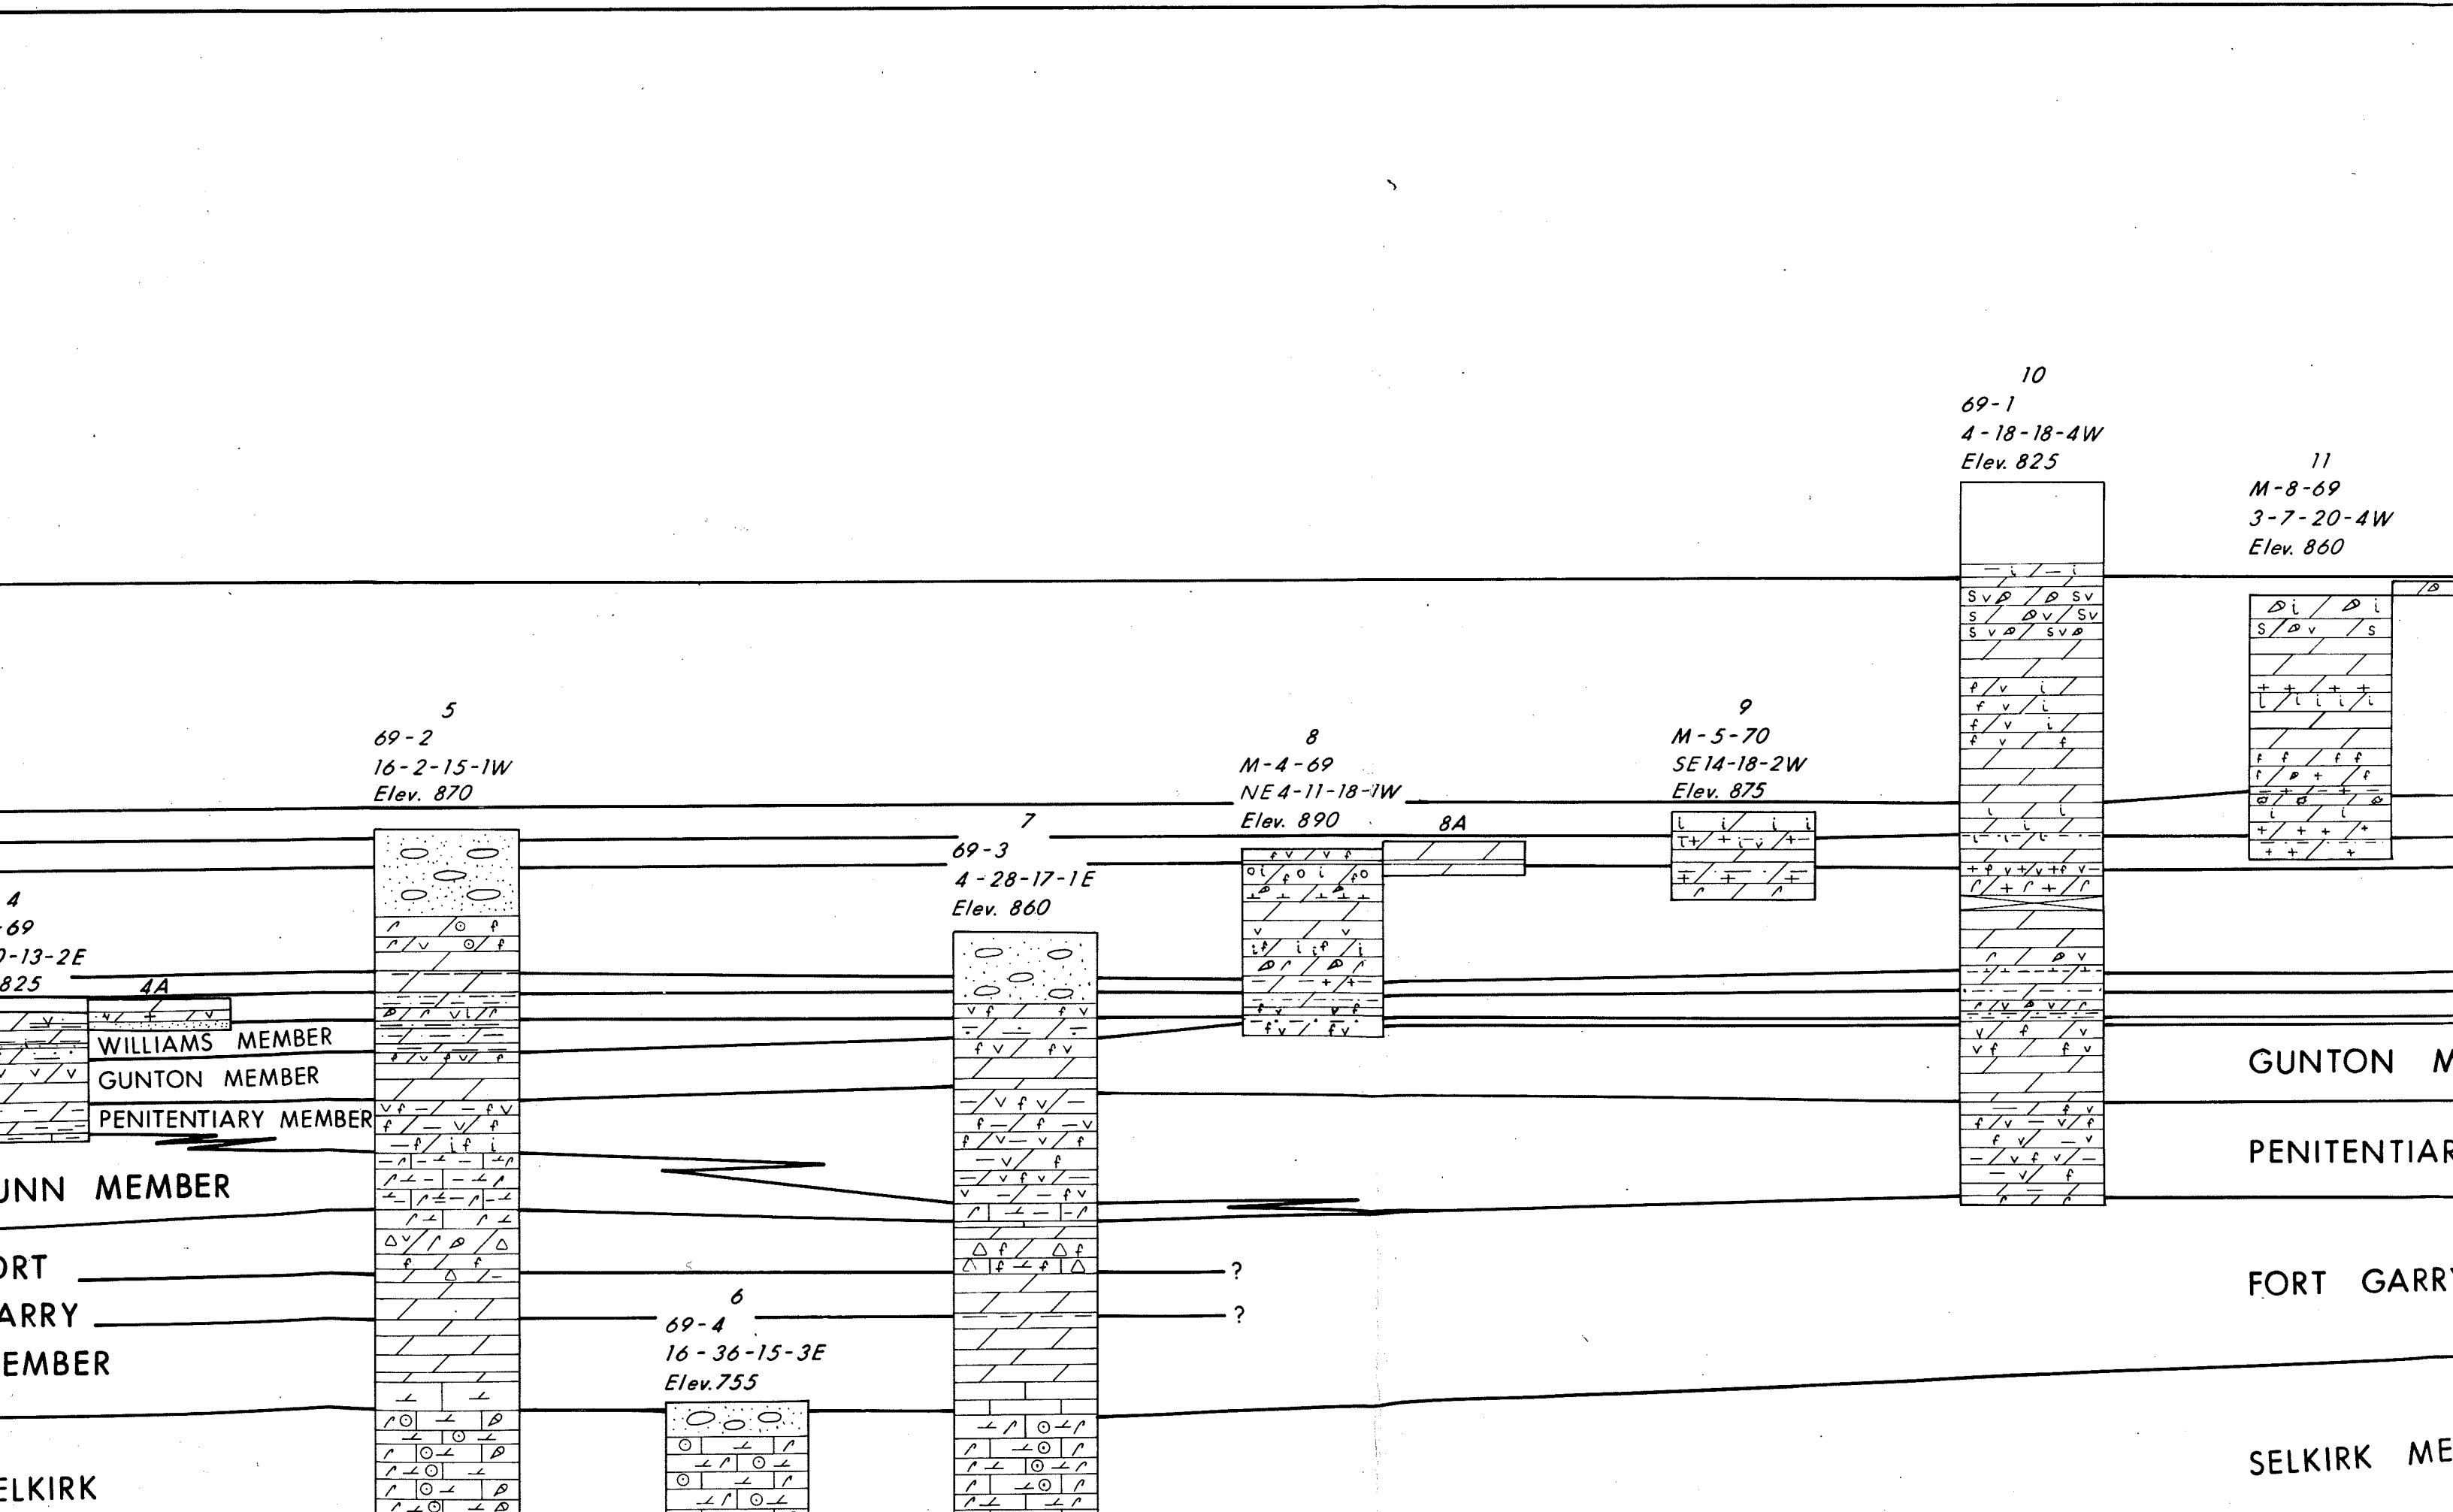 10
69-1
4-18-18-4W
Elev. 825
11
M-8-69
3-7-20-4W
Elev. 860
5
69-2
16-2-15-1W
Elev. 870
8
M-4-69
NE4-11-18-1W
Elev. 890
8A
9
M-5-70
SE14-18-2W
Elev. 875
7
69-3
4-28-17-1E
Elev. 860
4
-69
-13-2E
825
4A
WILLIAMS MEMBER
GUNTON MEMBER
PENITENTIARY MEMBER
UNN MEMBER
ORT
ARRY
EMBER
ELKIRK
?
?
6
69-4
16-36-15-3E
Elev. 755
GUNTON M
PENITENTIAR
FORT GARRY
SELKIRK ME